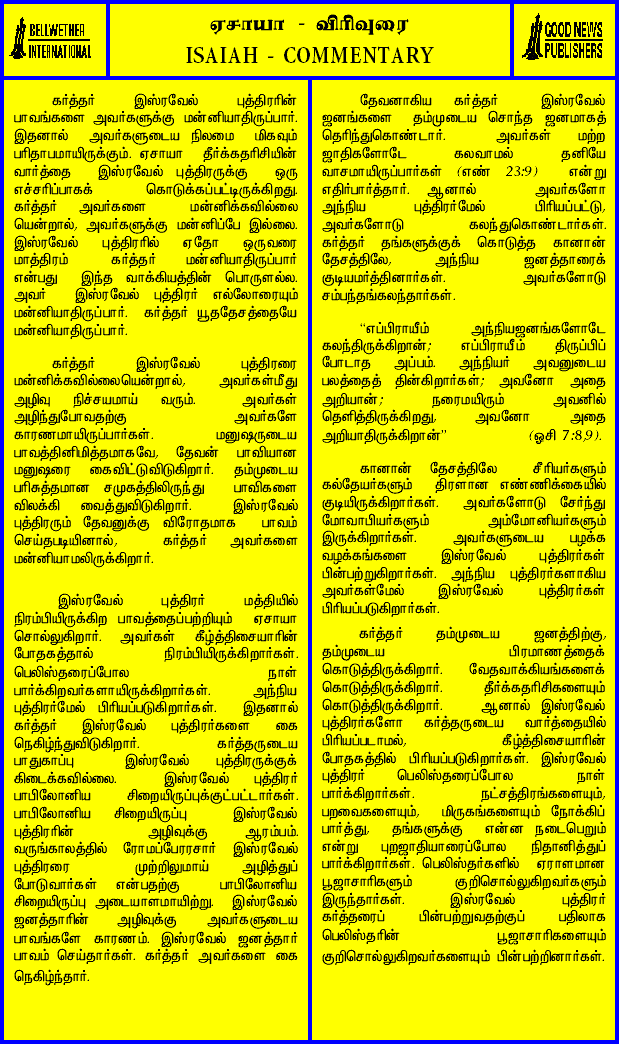 BELLWETHER
INTERNATIONAL
ஏசாயா - விரிவுரை
ISAIAH - COMMENTARY
GOOD NEWS
PUBLISHERS
கர்த்தர் இஸ்ரவேல் புத்திரரின்
பாவங்களை அவர்களுக்கு மன்னியாதிருப்பார்.
இதனால் அவர்களுடைய நிலமை மிகவும்
பரிதாபமாயிருக்கும். ஏசாயா தீர்க்கதரிசியின்
வார்த்தை இஸ்ரவேல் புத்திரருக்கு ஒரு
எச்சரிப்பாகக் கொடுக்கப்பட்டிருக்கிறது.
கர்த்தர் அவர்களை மன்னிக்கவில்லை
யென்றால், அவர்களுக்கு மன்னிப்பே இல்லை.
இஸ்ரவேல் புத்திரரில் ஏதோ ஒருவரை
மாத்திரம் கர்த்தர் மன்னியாதிருப்பார்
என்பது இந்த வாக்கியத்தின் பொருளல்ல.
அவர் இஸ்ரவேல் புத்திரர் எல்லோரையும்
மன்னியாதிருப்பார். கர்த்தர் யூததேசத்தையே
மன்னியாதிருப்பார்.
கர்த்தர் இஸ்ரவேல் புத்திரரை
மன்னிக்கவில்லையென்றால், அவர்கள்மீது
அழிவு நிச்சயமாய் வரும். அவர்கள்
அழிந்துபோவதற்கு அவர்களே
காரணமாயிருப்பார்கள். மனுஷருடைய
பாவத்தினிமித்தமாகவே, தேவன் பாவியான
மனுஷரை கைவிட்டுவிடுகிறார். தம்முடைய
பரிசுத்தமான சமுகத்திலிருந்து பாவிகளை
விலக்கி வைத்துவிடுகிறார். இஸ்ரவேல்
புத்திரரும் தேவனுக்கு விரோதமாக பாவம்
செய்தபடியினால், கர்த்தர் அவர்களை
மன்னியாமலிருக்கிறார்.
இஸ்ரவேல் புத்திரர் மத்தியில்
நிரம்பியிருக்கிற பாவத்தைப்பற்றியும் ஏசாயா
சொல்லுகிறார். அவர்கள் கீழ்த்திசையாரின்
போதகத்தால் நிரம்பியிருக்கிறார்கள்.
பெலிஸ்தரைப்போல நாள்
பார்க்கிறவர்களாயிருக்கிறார்கள். அந்நிய
புத்திரர்மேல் பிரியப்படுகிறார்கள். இதனால்
கர்த்தர் இஸ்ரவேல் புத்திரர்களை கை
நெகிழ்ந்துவிடுகிறார். கர்த்தருடைய
பாதுகாப்பு இஸ்ரவேல் புத்திரருக்குக்
கிடைக்கவில்லை. இஸ்ரவேல் புத்திரர்
பாபிலோனிய சிறையிருப்புக்குட்பட்டார்கள்.
பாபிலோனிய சிறையிருப்பு இஸ்ரவேல்
புத்திரரின் அழிவுக்கு ஆரம்பம்.
வருங்காலத்தில் ரோமப்பேரரசார் இஸ்ரவேல்
புத்திரரை முற்றிலுமாய் அழித்துப்
போடுவார்கள் என்பதற்கு பாபிலோனிய
சிறையிருப்பு அடையாளமாயிற்று. இஸ்ரவேல்
ஜனத்தாரின் அழிவுக்கு அவர்களுடைய
பாவங்களே காரணம். இஸ்ரவேல் ஜனத்தார்
பாவம் செய்தார்கள். கர்த்தர் அவர்களை கை
நெகிழ்ந்தார்.
தேவனாகிய கர்த்தர் இஸ்ரவேல்
ஜனங்களை தம்முடைய சொந்த ஜனமாகத்
தெரிந்துகொண்டார். அவர்கள் மற்ற
ஜாதிகளோடே கலவாமல் தனியே
வாசமாயிருப்பார்கள் (எண் 23:9) என்று
எதிர்பார்த்தார். ஆனால் அவர்களோ
அந்நிய புத்திரர்மேல் பிரியப்பட்டு,
அவர்களோடு கலந்துகொண்டார்கள்.
கர்த்தர் தங்களுக்குக் கொடுத்த கானான்
தேசத்திலே, அந்நிய ஜனத்தாரைக்
குடியமர்த்தினார்கள். அவர்களோடு
சம்பந்தங்கலந்தார்கள்.
“எப்பிராயீம் அந்நியஜனங்களோடே
கலந்திருக்கிறான்; எப்பிராயீம் திருப்பிப்
போடாத அப்பம். அந்நியர் அவனுடைய
பலத்தைத் தின்கிறார்கள்; அவனோ அதை
அறியான்; நரைமயிரும் அவனில்
தெளித்திருக்கிறது, அவனோ அதை
அறியாதிருக்கிறான்” (ஓசி 7:8,9).
கானான் தேசத்திலே சீரியர்களும்
கல்தேயர்களும் திரளான எண்ணிக்கையில்
குடியிருக்கிறார்கள். அவர்களோடு சேர்ந்து
மோவாபியர்களும் அம்மோனியர்களும்
இருக்கிறார்கள். அவர்களுடைய பழக்க
வழக்கங்களை இஸ்ரவேல் புத்திரர்கள்
பின்பற்றுகிறார்கள். அந்நிய புத்திரர்களாகிய
அவர்கள்மேல் இஸ்ரவேல் புத்திரர்கள்
பிரியப்படுகிறார்கள்.
கர்த்தர் தம்முடைய ஜனத்திற்கு,
தம்முடைய பிரமாணத்தைக்
கொடுத்திருக்கிறார். வேதவாக்கியங்களைக்
கொடுத்திருக்கிறார். தீர்க்கதரிசிகளையும்
கொடுத்திருக்கிறார். ஆனால் இஸ்ரவேல்
புத்திரர்களோ கர்த்தருடைய வார்த்தையில்
பிரியப்படாமல், கீழ்த்திசையாரின்
போதகத்தில் பிரியப்படுகிறார்கள். இஸ்ரவேல்
புத்திரர் பெலிஸ்தரைப்போல நாள்
பார்க்கிறார்கள். நட்சத்திரங்களையும்,
பறவைகளையும், மிருகங்களையும் நோக்கிப்
பார்த்து, தங்களுக்கு என்ன நடைபெறும்
என்று புறஜாதியாரைப்போல நிதானித்துப்
பார்க்கிறார்கள். பெலிஸ்தர்களில் ஏராளமான
பூஜாசாரிகளும் குறிசொல்லுகிறவர்களும்
இருந்தார்கள். இஸ்ரவேல் புத்திரர்
கர்த்தரைப் பின்பற்றுவதற்குப் பதிலாக
பெலிஸ்தரின் பூஜாசாரிகளையும்
குறிசொல்லுகிறவர்களையும் பின்பற்றினார்கள்.